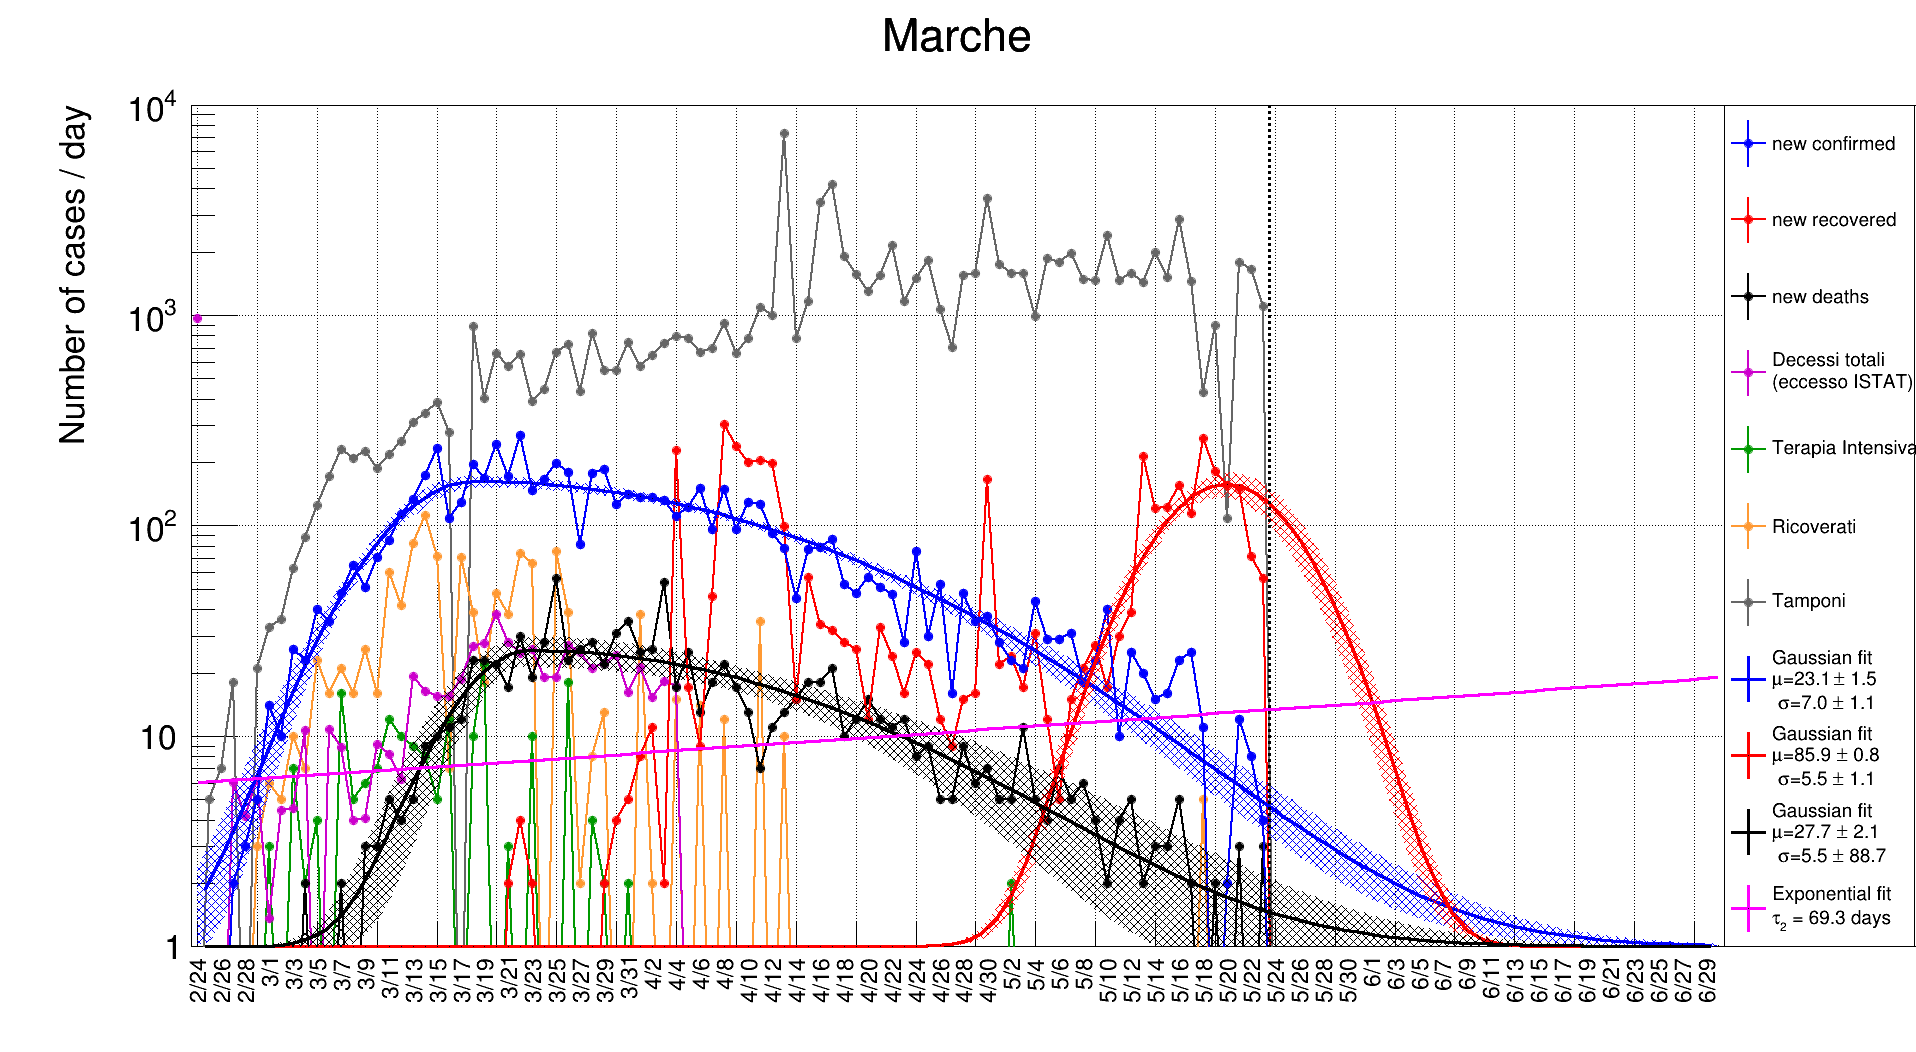 Marche
Number of cases / day
10^4
10^3
10^2
10
1
2/24 2/26 2/28 3/1 3/3 3/5 3/7 3/9 3/11 3/13 3/15 3/17 3/19 3/21 3/23 3/25 3/27 3/29 3/31 4/2 4/4 4/6 4/8 4/10 4/12 4/14 4/16 4/18 4/20 4/22 4/24 4/26 4/28 4/30 5/2 5/4 5/6 5/8 5/10 5/12 5/14 5/16 5/18 5/20 5/22 5/24 5/26 5/28 5/30 6/1 6/3 6/5 6/7 6/9 6/11 6/13 6/15 6/17 6/19 6/21 6/23 6/25 6/27 6/29
new confirmed
new recovered
new deaths
Decessi totali
(eccesso ISTAT)
Terapia Intensiva
Ricoverati
Tamponi
Gaussian fit
μ=23.1 ± 1.5
σ=7.0 ± 1.1
Gaussian fit
μ=85.9 ± 0.8
σ=5.5 ± 1.1
Gaussian fit
μ=27.7 ± 2.1
σ=5.5 ± 88.7
Exponential fit
τ₂ = 69.3 days